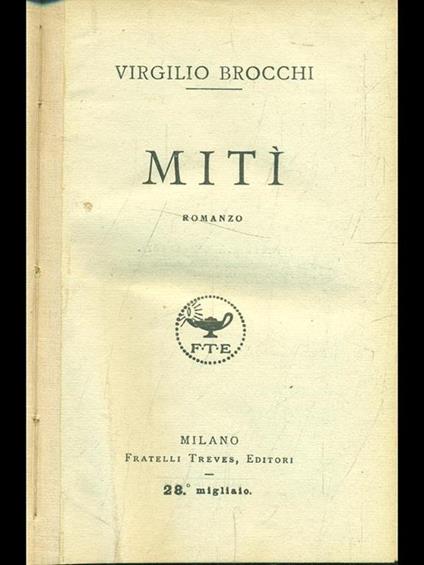 VIRGILIO BROCCHI
MITÌ
ROMANZO
F·T·E
MILANO
FRATELLI TREVES, EDITORI
28.° migliaio.